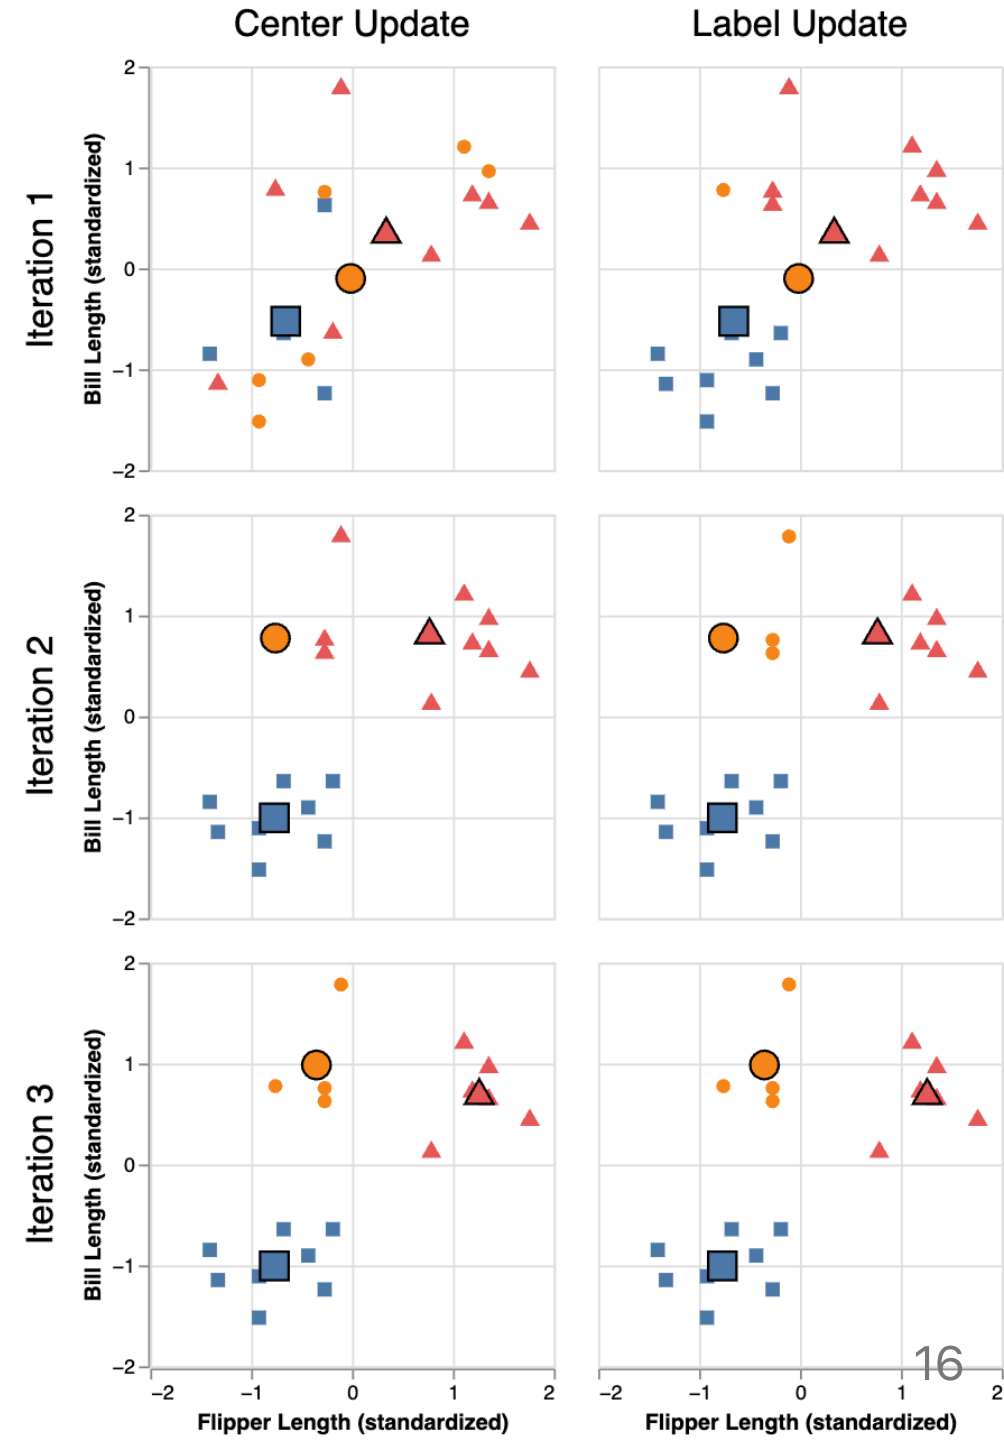 Center Update
Label Update
Iteration 1
Bill Length (standardized)
2
1
0
−1
−2
Iteration 2
Bill Length (standardized)
2
1
0
−1
−2
Iteration 3
Bill Length (standardized)
2
1
0
−1
−2
16
−2 −1 0 1 2
−2 −1 0 1 2
Flipper Length (standardized)
Flipper Length (standardized)